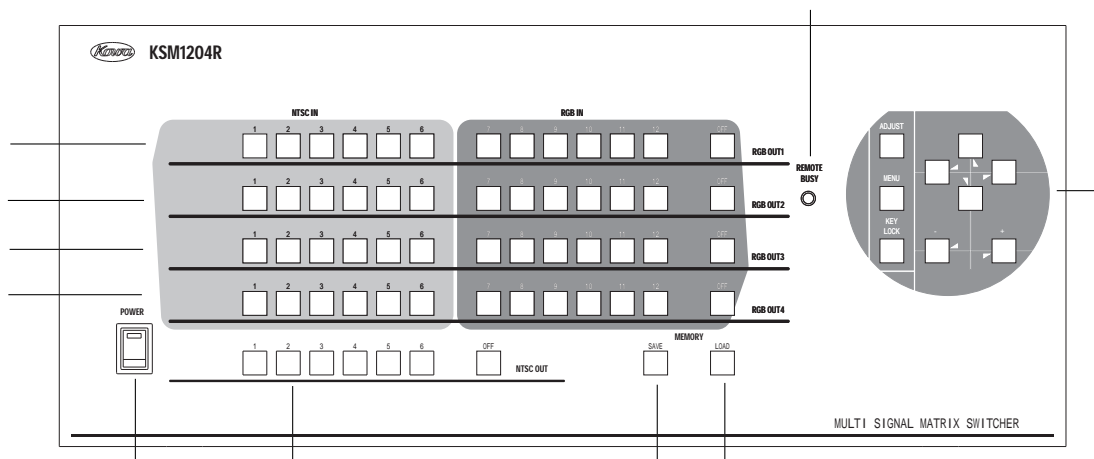 Kowa KSM1204R
NTSC IN RGB IN
1 2 3 4 5 6 7 8 9 10 11 12 OFF RGB OUT1
1 2 3 4 5 6 7 8 9 10 11 12 OFF RGB OUT2
1 2 3 4 5 6 7 8 9 10 11 12 OFF RGB OUT3
1 2 3 4 5 6 7 8 9 10 11 12 OFF RGB OUT4
REMOTE
BUSY
ADJUST
MENU
KEY
LOCK
- +
POWER
MEMORY
1 2 3 4 5 6 OFF NTSC OUT SAVE LOAD
MULTI SIGNAL MATRIX SWITCHER